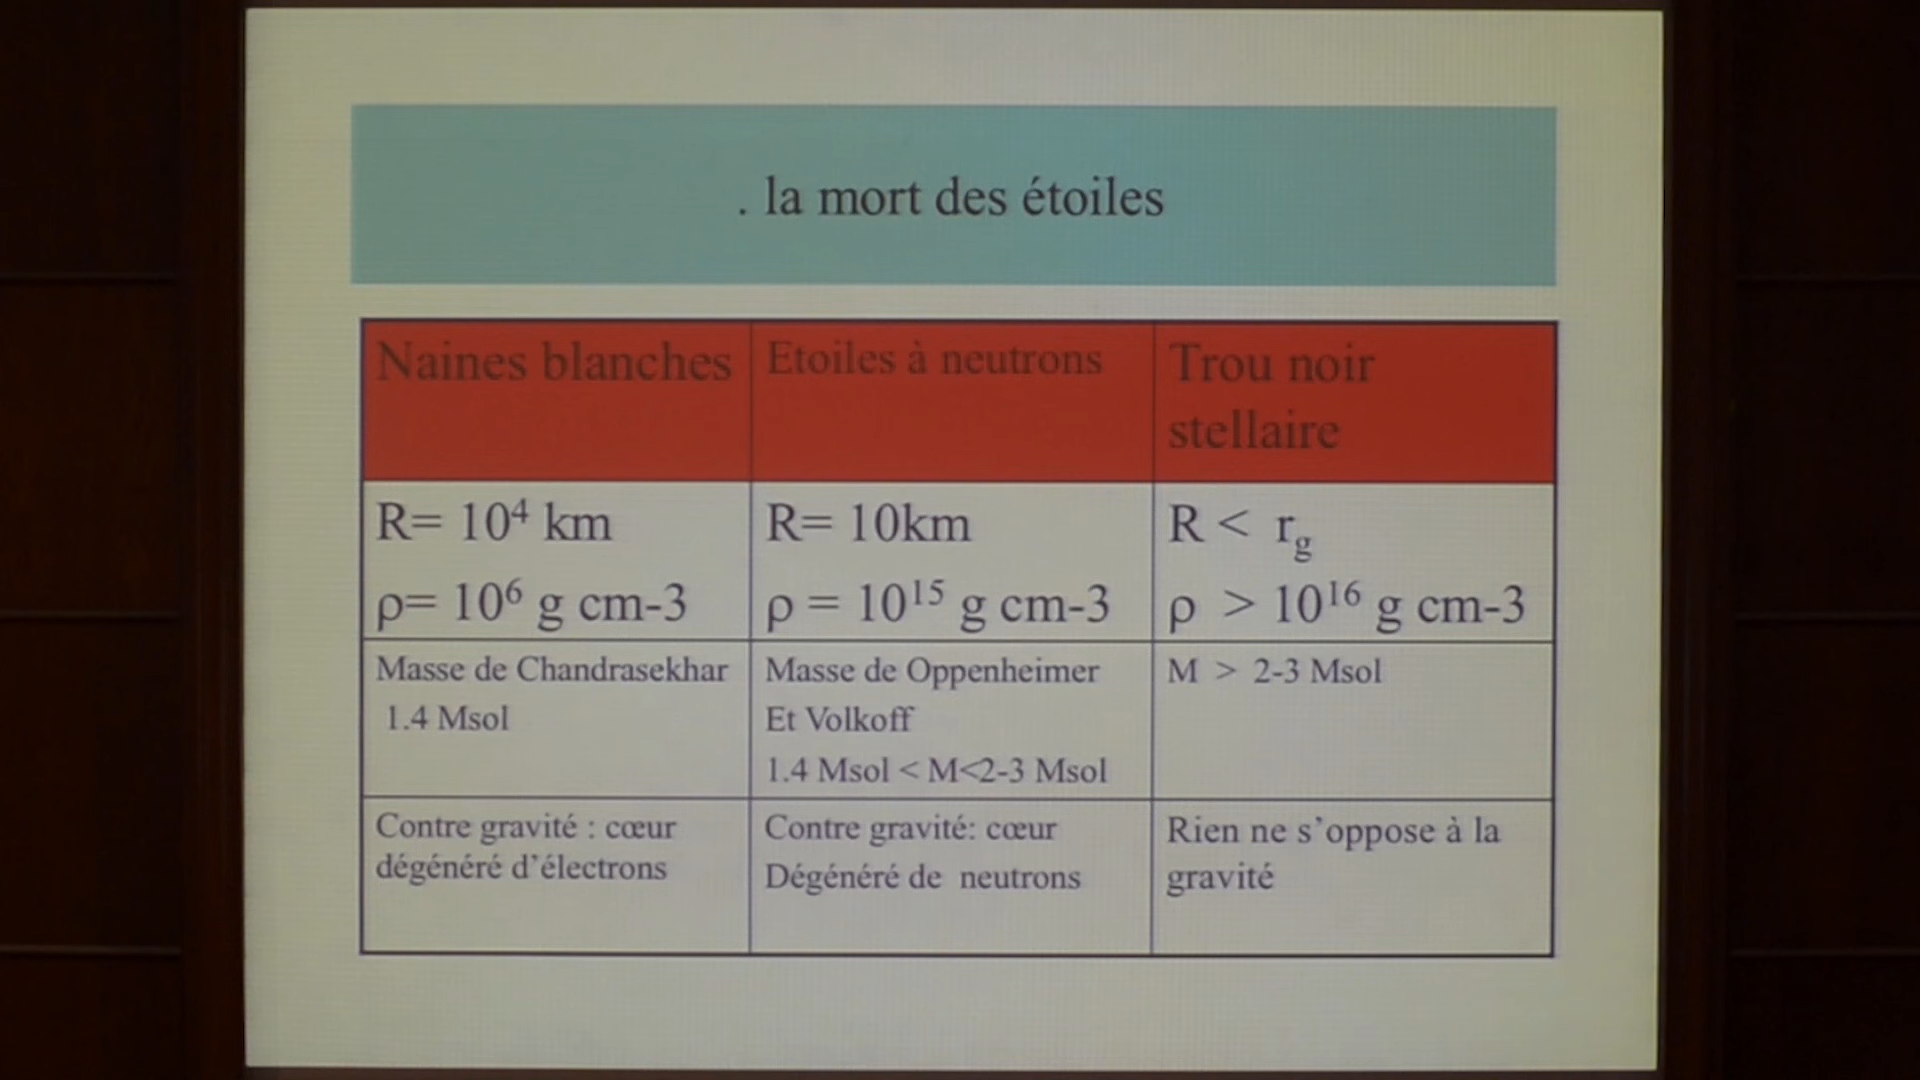 . la mort des étoiles
Naines blanches
Etoiles à neutrons
Trou noir
stellaire
R= 10⁴ km
ρ= 10⁶ g cm-3
R= 10km
ρ = 10¹⁵ g cm-3
R < r_g
ρ > 10¹⁶ g cm-3
Masse de Chandrasekhar
1.4 Msol
Masse de Oppenheimer
Et Volkoff
1.4 Msol < M<2-3 Msol
M > 2-3 Msol
Contre gravité : cœur
dégénéré d’électrons
Contre gravité: cœur
Dégénéré de neutrons
Rien ne s’oppose à la
gravité